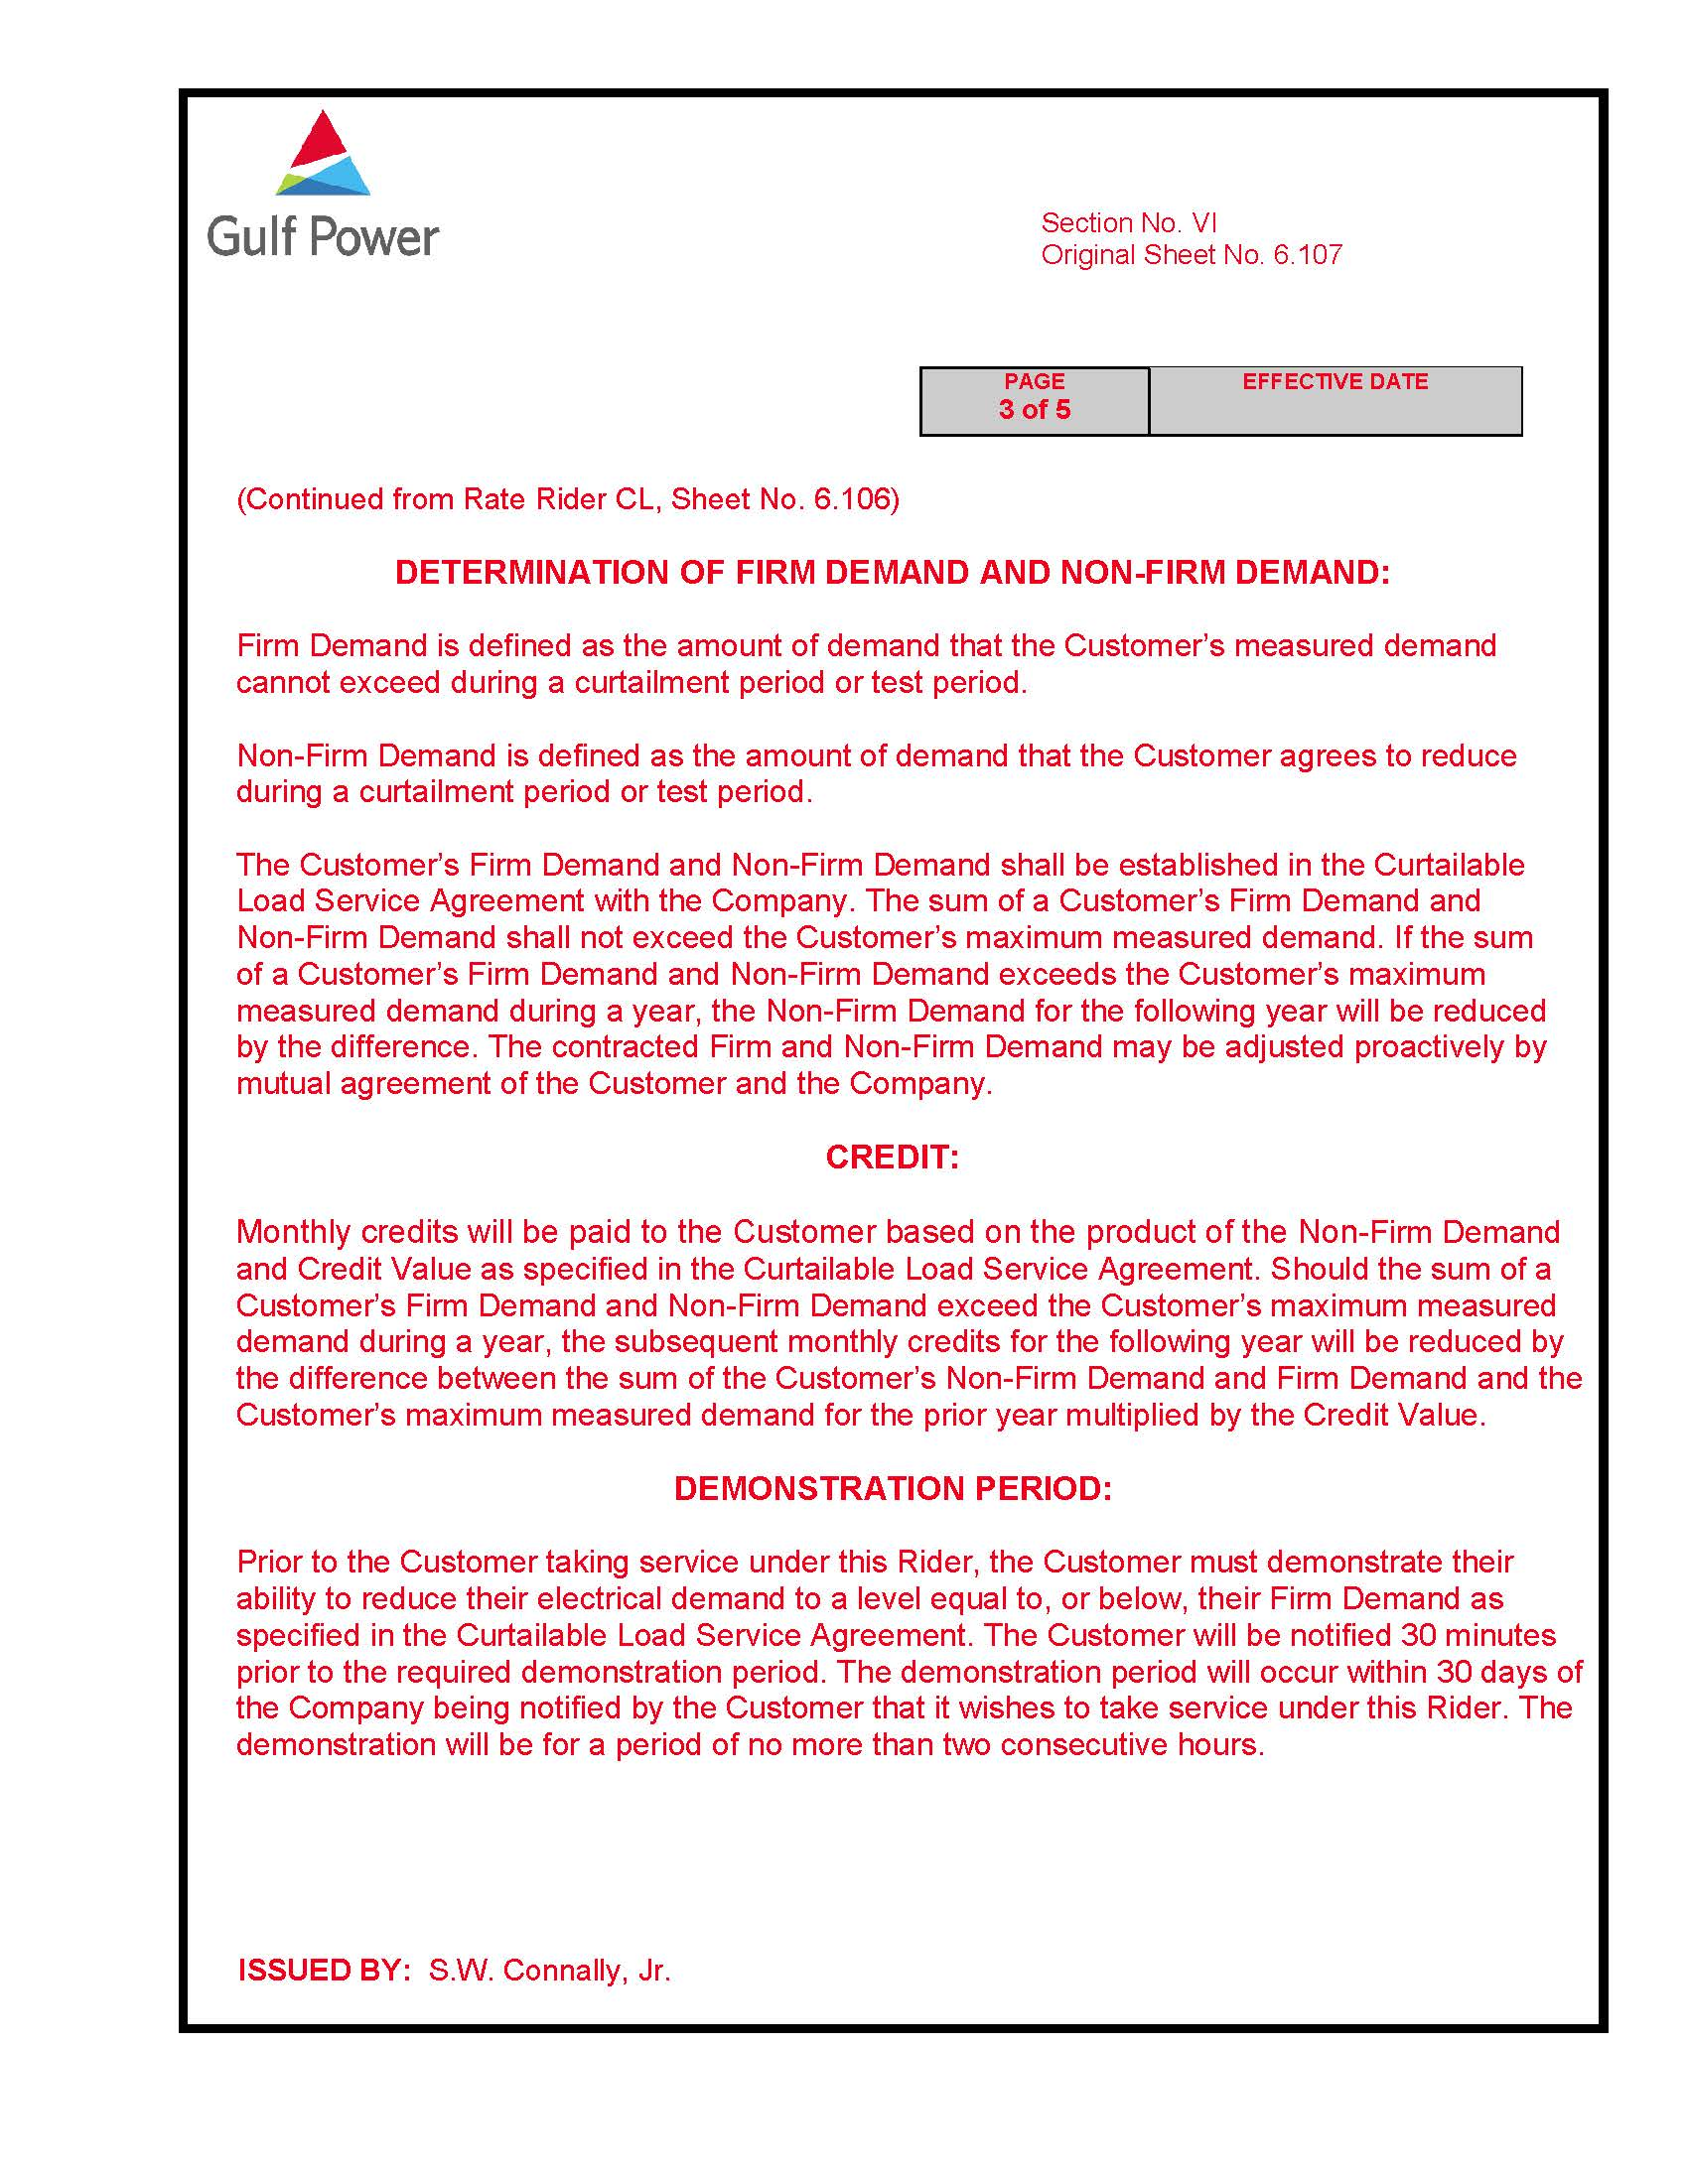 Gulf Power
Section No. VI
Original Sheet No. 6.107
PAGE
3 of 5
EFFECTIVE DATE
(Continued from Rate Rider CL, Sheet No. 6.106)
DETERMINATION OF FIRM DEMAND AND NON-FIRM DEMAND:
Firm Demand is defined as the amount of demand that the Customer’s measured demand
cannot exceed during a curtailment period or test period.
Non-Firm Demand is defined as the amount of demand that the Customer agrees to reduce
during a curtailment period or test period.
The Customer’s Firm Demand and Non-Firm Demand shall be established in the Curtailable
Load Service Agreement with the Company. The sum of a Customer’s Firm Demand and
Non-Firm Demand shall not exceed the Customer’s maximum measured demand. If the sum
of a Customer’s Firm Demand and Non-Firm Demand exceeds the Customer’s maximum
measured demand during a year, the Non-Firm Demand for the following year will be reduced
by the difference. The contracted Firm and Non-Firm Demand may be adjusted proactively by
mutual agreement of the Customer and the Company.
CREDIT:
Monthly credits will be paid to the Customer based on the product of the Non-Firm Demand
and Credit Value as specified in the Curtailable Load Service Agreement. Should the sum of a
Customer’s Firm Demand and Non-Firm Demand exceed the Customer’s maximum measured
demand during a year, the subsequent monthly credits for the following year will be reduced by
the difference between the sum of the Customer’s Non-Firm Demand and Firm Demand and the
Customer’s maximum measured demand for the prior year multiplied by the Credit Value.
DEMONSTRATION PERIOD:
Prior to the Customer taking service under this Rider, the Customer must demonstrate their
ability to reduce their electrical demand to a level equal to, or below, their Firm Demand as
specified in the Curtailable Load Service Agreement. The Customer will be notified 30 minutes
prior to the required demonstration period. The demonstration period will occur within 30 days of
the Company being notified by the Customer that it wishes to take service under this Rider. The
demonstration will be for a period of no more than two consecutive hours.
ISSUED BY: S.W. Connally, Jr.